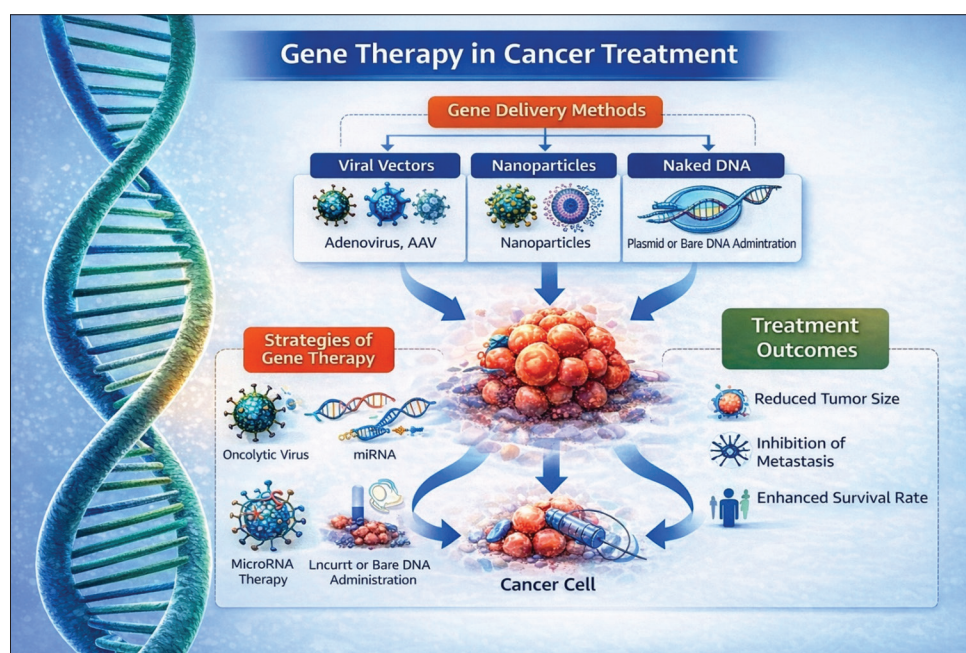 Gene Therapy in Cancer Treatment
Gene Delivery Methods
Viral Vectors
Adenovirus, AAV
Nanoparticles
Nanoparticles
Naked DNA
Plasmid or Bare DNA Admintration
Strategies of
Gene Therapy
Oncolytic Virus
miRNA
MicroRNA
Therapy
Lncurrt or Bare DNA
Administration
Cancer Cell
Treatment
Outcomes
Reduced Tumor Size
Inhibition of
Metastasis
Enhanced Survival Rate